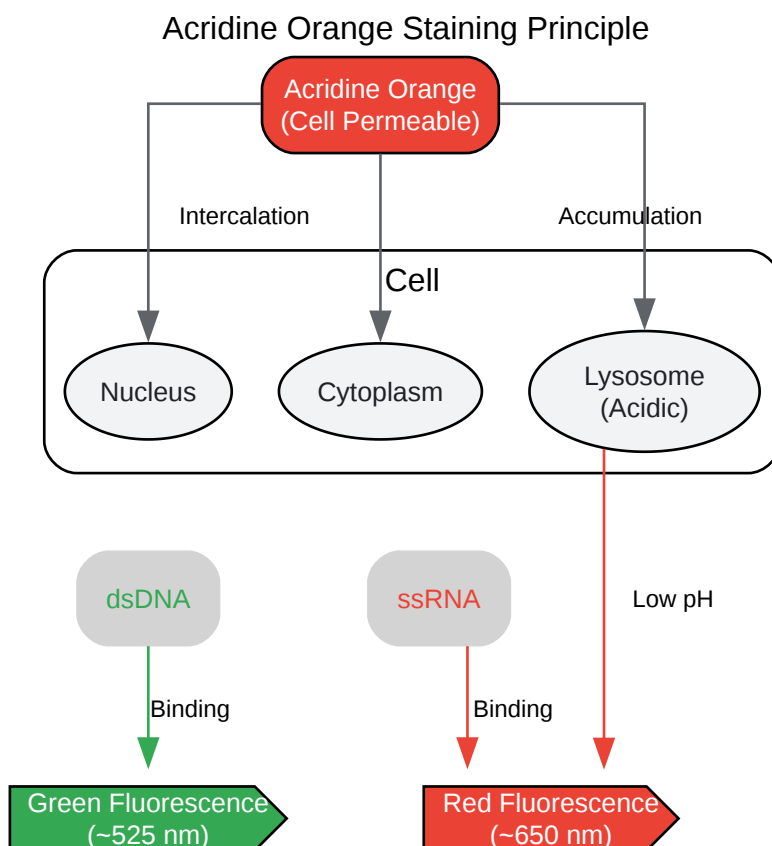 Acridine Orange Staining Principle
Acridine Orange
(Cell Permeable)
Intercalation
Accumulation
Cell
Nucleus
Cytoplasm
Lysosome
(Acidic)
dsDNA
ssRNA
Low pH
Binding
Binding
Green Fluorescence
(~525 nm)
Red Fluorescence
(~650 nm)